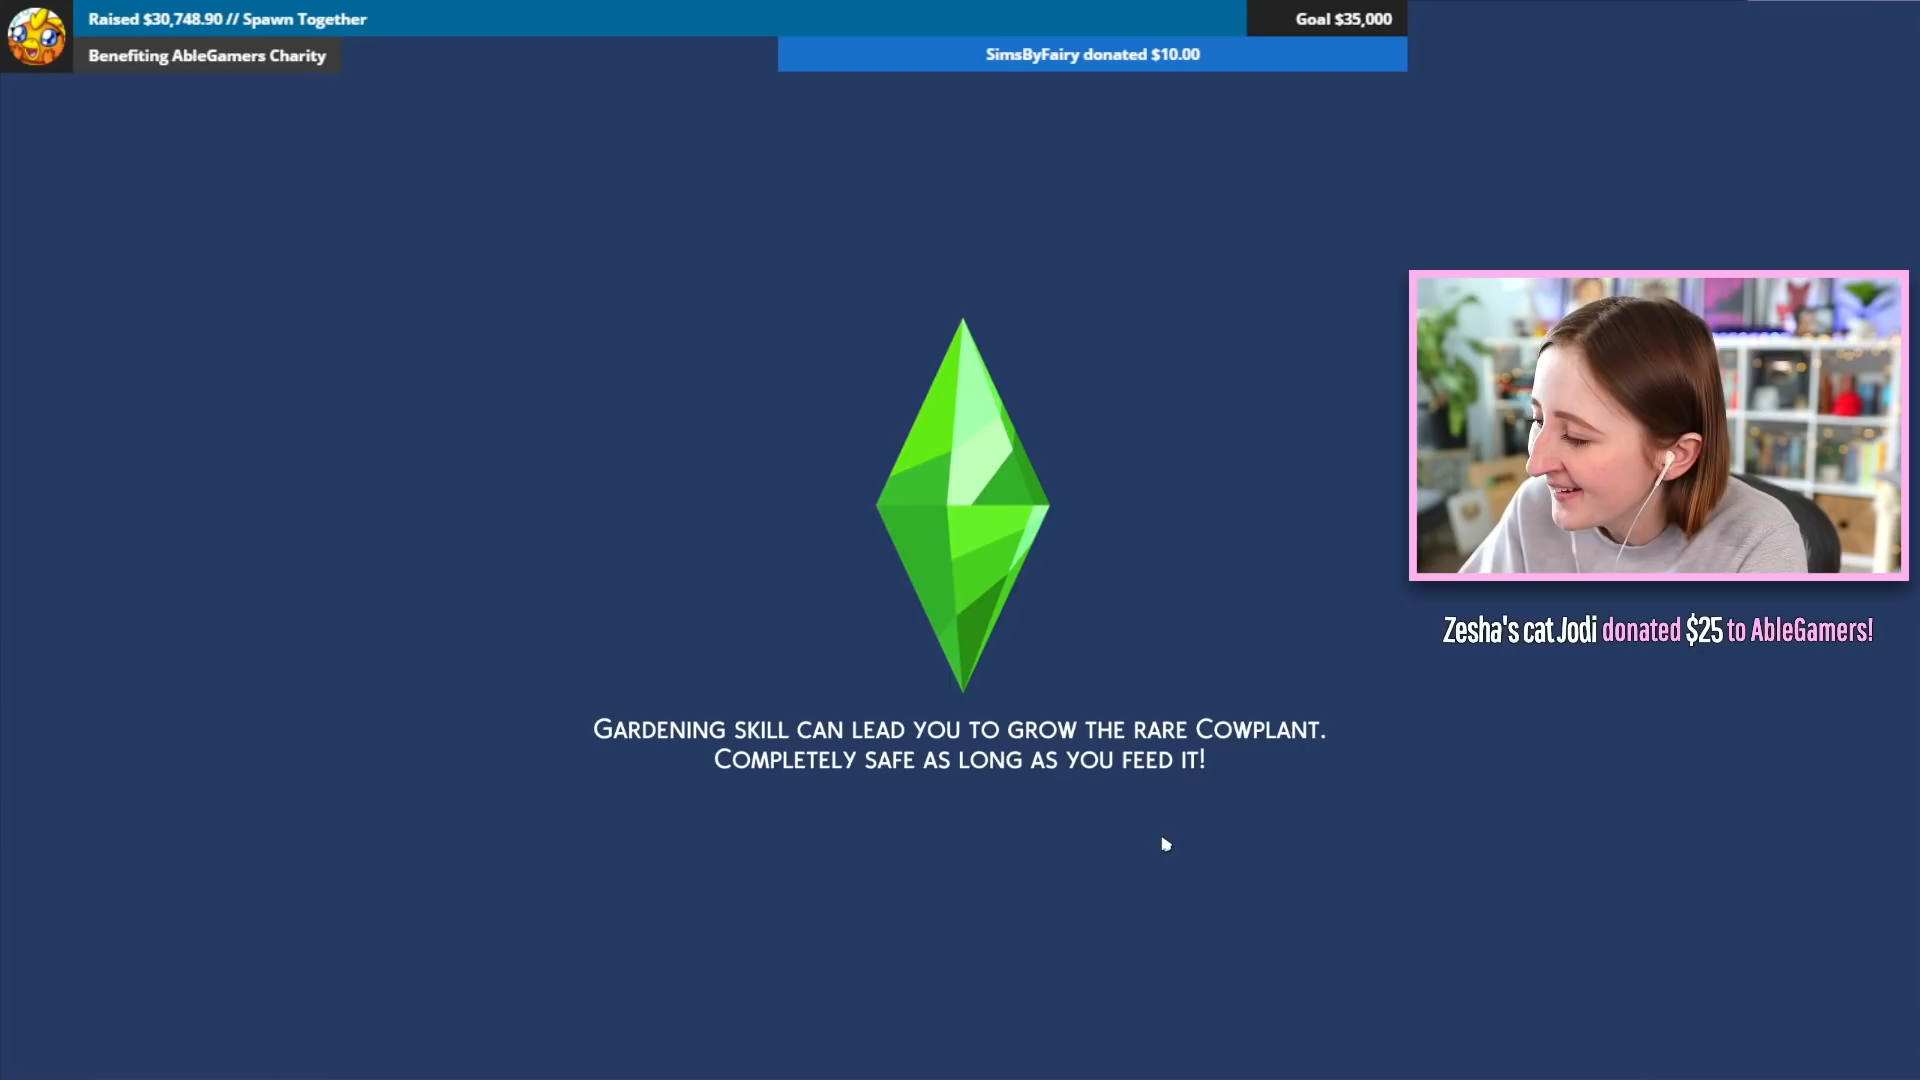 Raised $30,748.90 // Spawn Together
Goal $35,000
Benefiting AbleGamers Charity
SimsByFairy donated $10.00
Zesha's cat Jodi donated $25 to AbleGamers!
Gardening skill can lead you to grow the rare Cowplant.
Completely safe as long as you feed it!